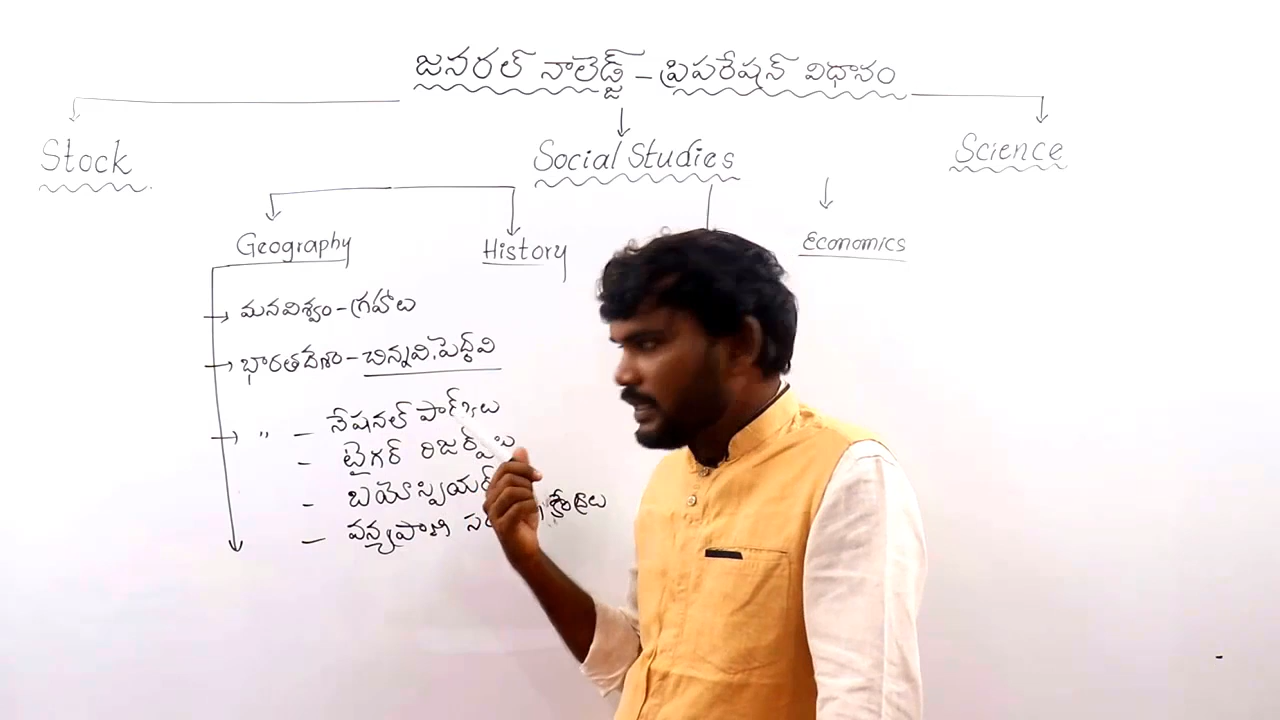 జనరల్ నాలెడ్జ్ - ప్రిపరేషన్ విధానం
Stock
Social Studies
Science
Geography
History
Economics
మనవిశ్వం - గ్రహాలు
భారతదేశం - చిన్నవి, పెద్దవి
" - నేషనల్ పార్క్‌లు
- టైగర్ రిజర్వ్‌లు
- బయోస్పియర్
- వన్యప్రాణి కేంద్రాలు